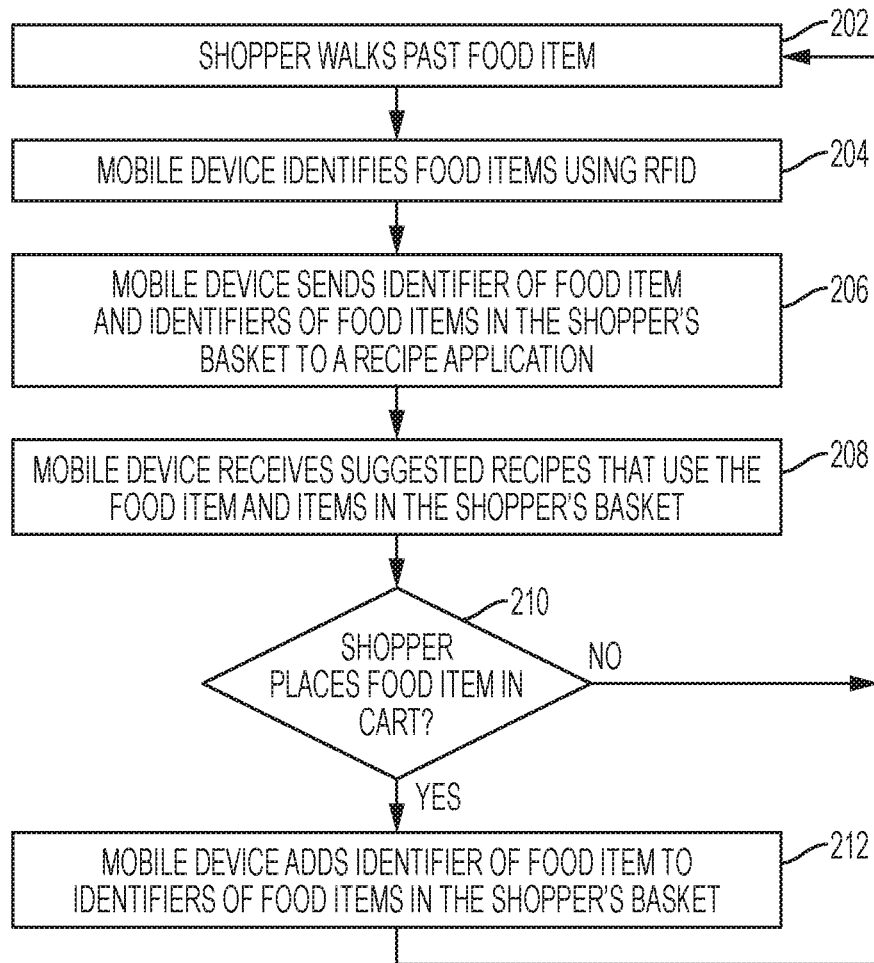 202
SHOPPER WALKS PAST FOOD ITEM
204
MOBILE DEVICE IDENTIFIES FOOD ITEMS USING RFID
MOBILE DEVICE SENDS IDENTIFIER OF FOOD ITEM
AND IDENTIFIERS OF FOOD ITEMS IN THE SHOPPER'S
BASKET TO A RECIPE APPLICATION
206
MOBILE DEVICE RECEIVES SUGGESTED RECIPES THAT USE THE
FOOD ITEM AND ITEMS IN THE SHOPPER'S BASKET
208
210
SHOPPER
PLACES FOOD ITEM IN
CART?
NO
YES
MOBILE DEVICE ADDS IDENTIFIER OF FOOD ITEM TO
IDENTIFIERS OF FOOD ITEMS IN THE SHOPPER'S BASKET
212